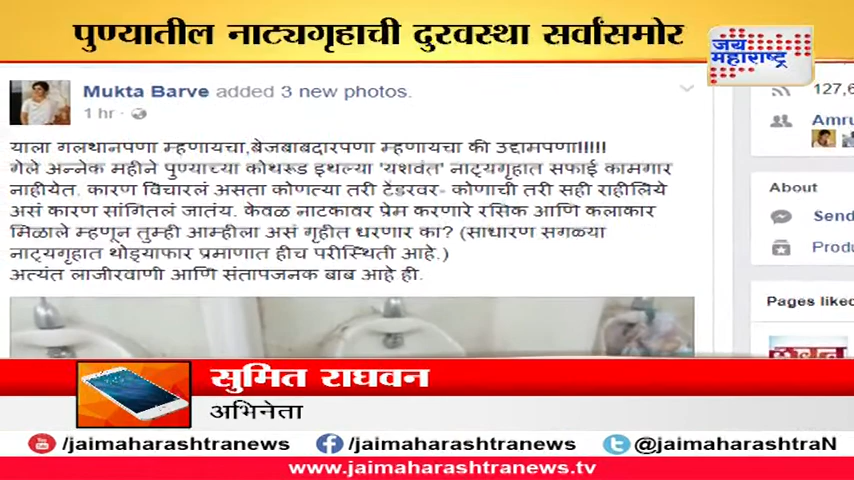 पुण्यातील नाट्यगृहाची दुरवस्था सर्वांसमोर
जय
महाराष्ट्र
Mukta Barve added 3 new photos.
1 hr ·
127,6
Amru
याला गलथानपणा म्हणायचा,बेजबाबदारपणा म्हणायचा की उद्दामपणा!!!!!
गेले अन्नेक महीने पुण्याच्या कोथरूड इथल्या 'यशवंत' नाट्यगृहात सफाई कामगार
नाहीयेत. कारण विचारलं असता कोणत्या तरी टेंडरवर- कोणाची तरी सही राहीलिये
असं कारण सांगितलं जातंय. केवळ नाटकावर प्रेम करणारे रसिक आणि कलाकार
मिळाले म्हणून तुम्ही आम्हीला असं गृहीत धरणार का? (साधारण सगळ्या
नाट्यगृहात थोड्याफार प्रमाणात हीच परीस्थिती आहे.)
अत्यंत लाजीरवाणी आणि संतापजनक बाब आहे ही.
About
Send
Produ
Pages liked
सुमित राघवन
अभिनेता
/jaimaharashtranews
/jaimaharashtranews
@jaimaharashtraN
www.jaimaharashtranews.tv